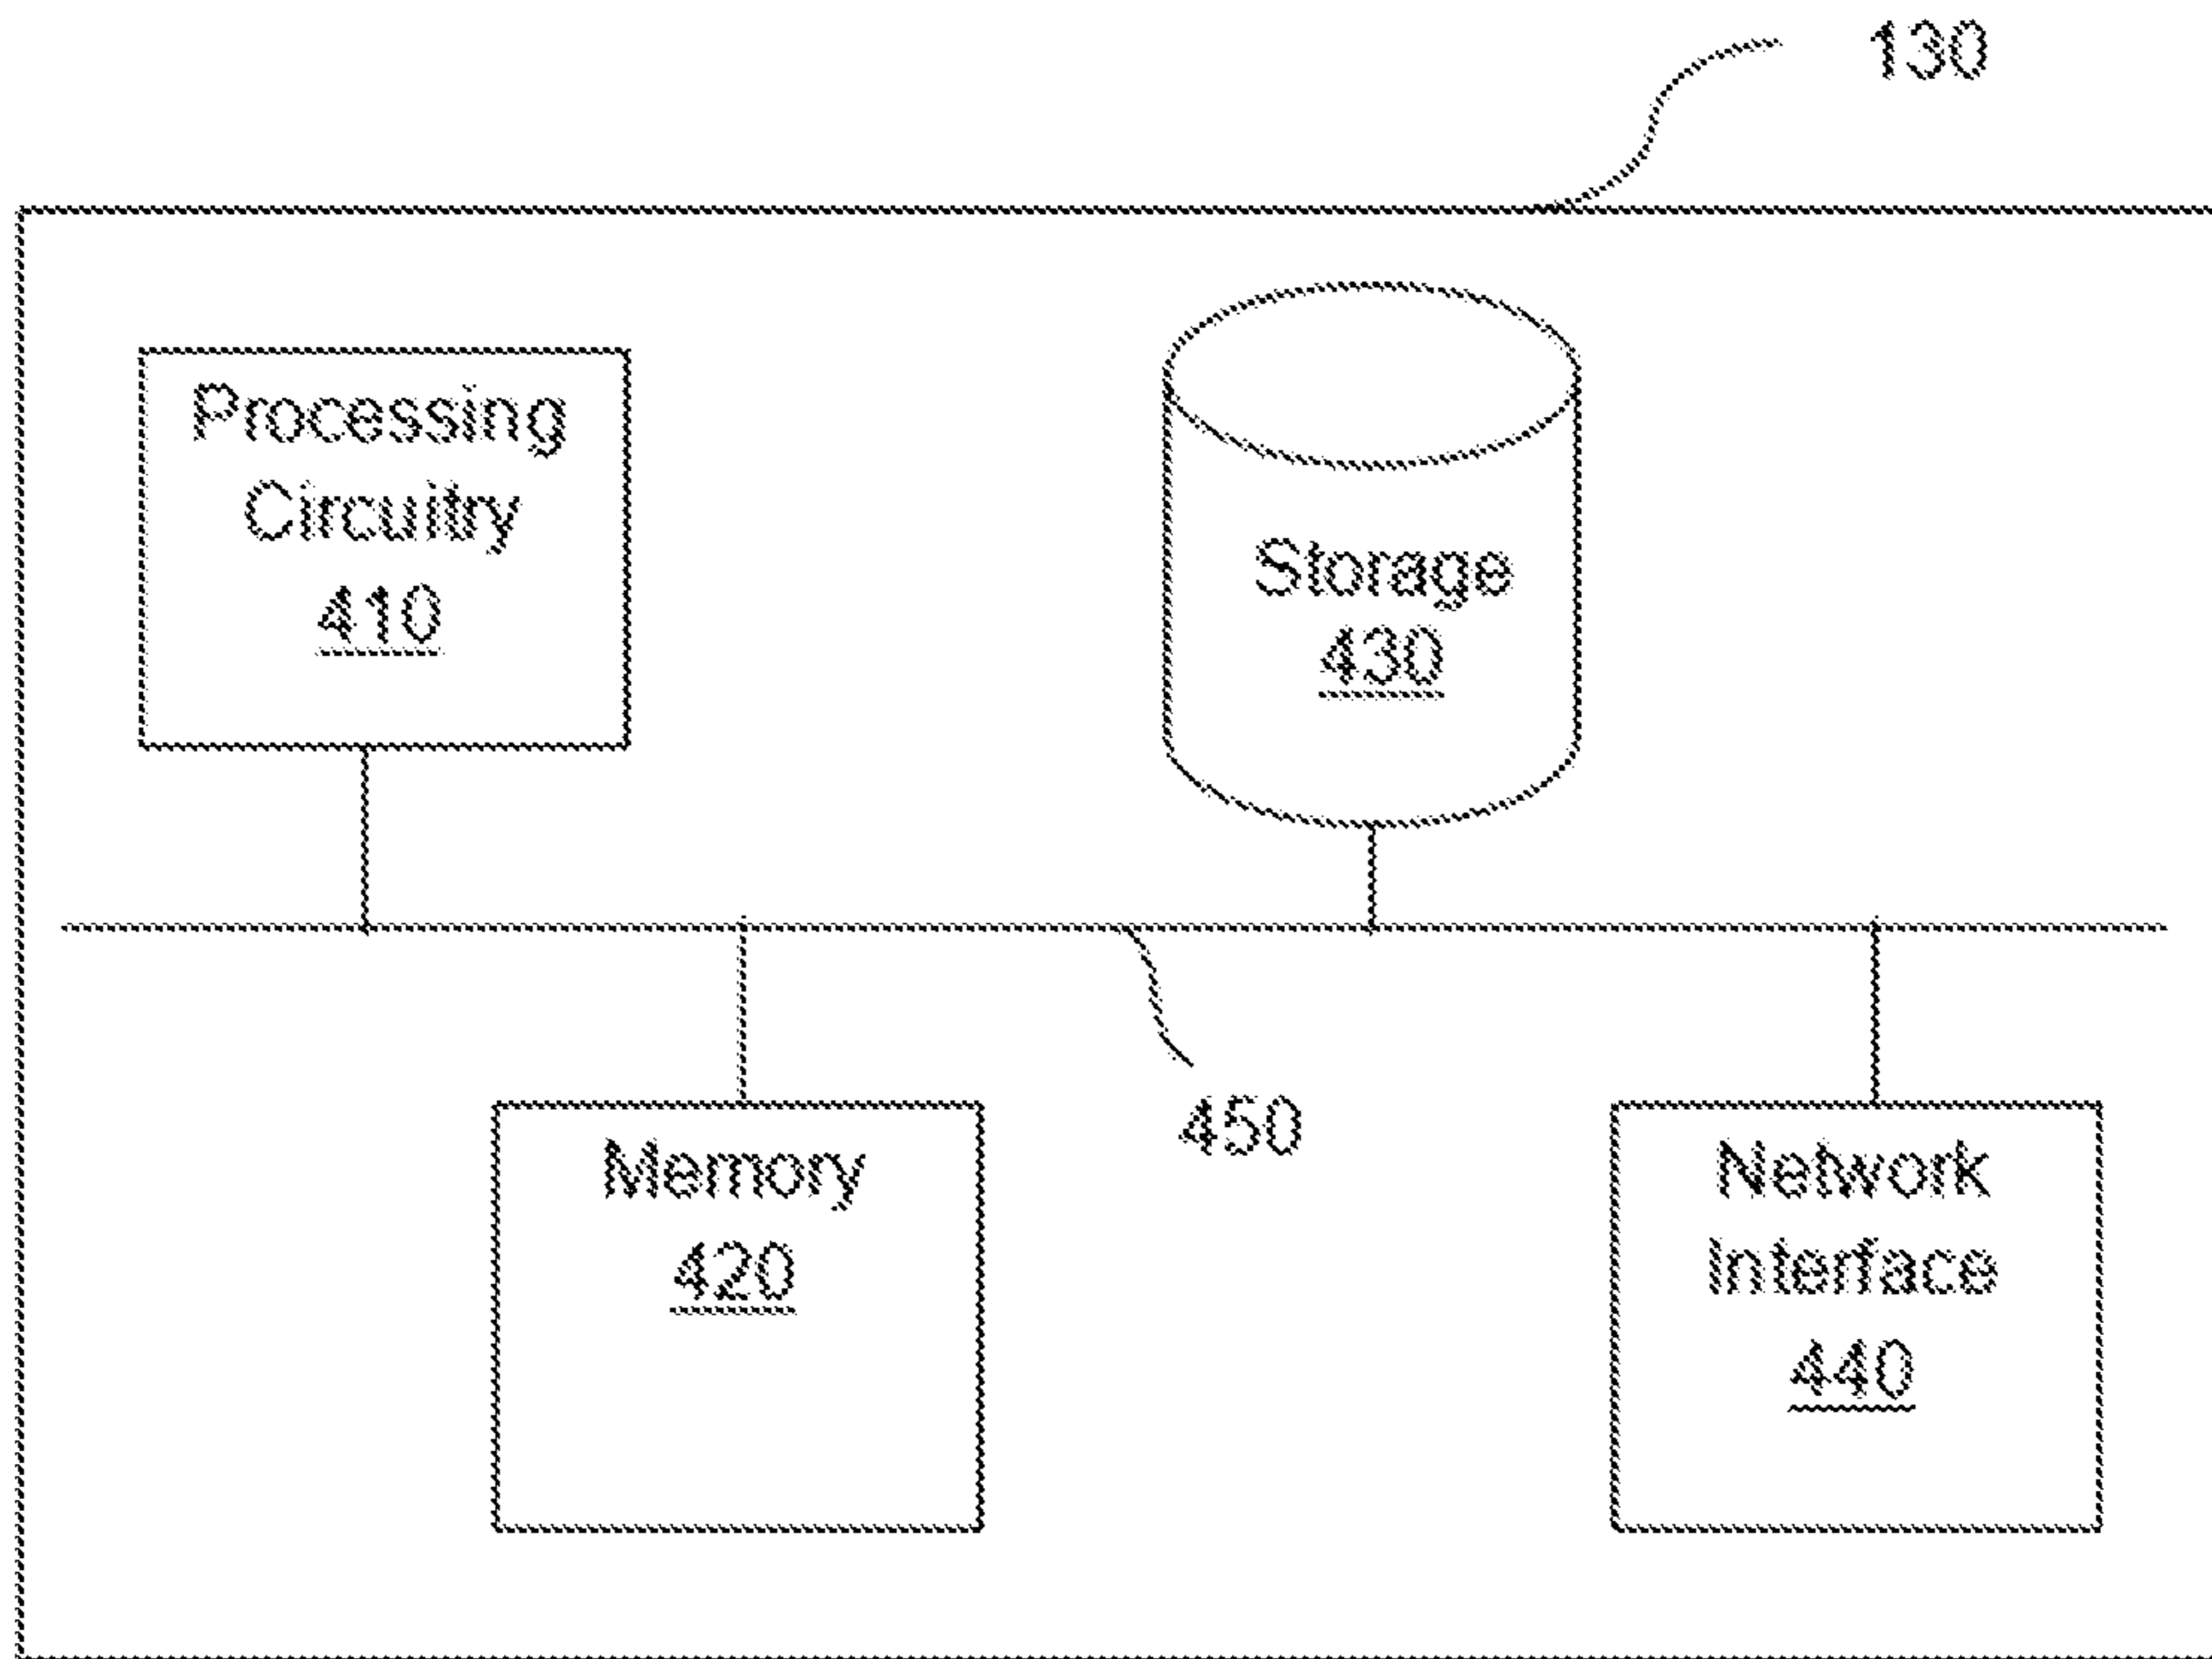 130
Processing
Circuitry
410
Storage
430
450
Memory
420
Network
Interface
440